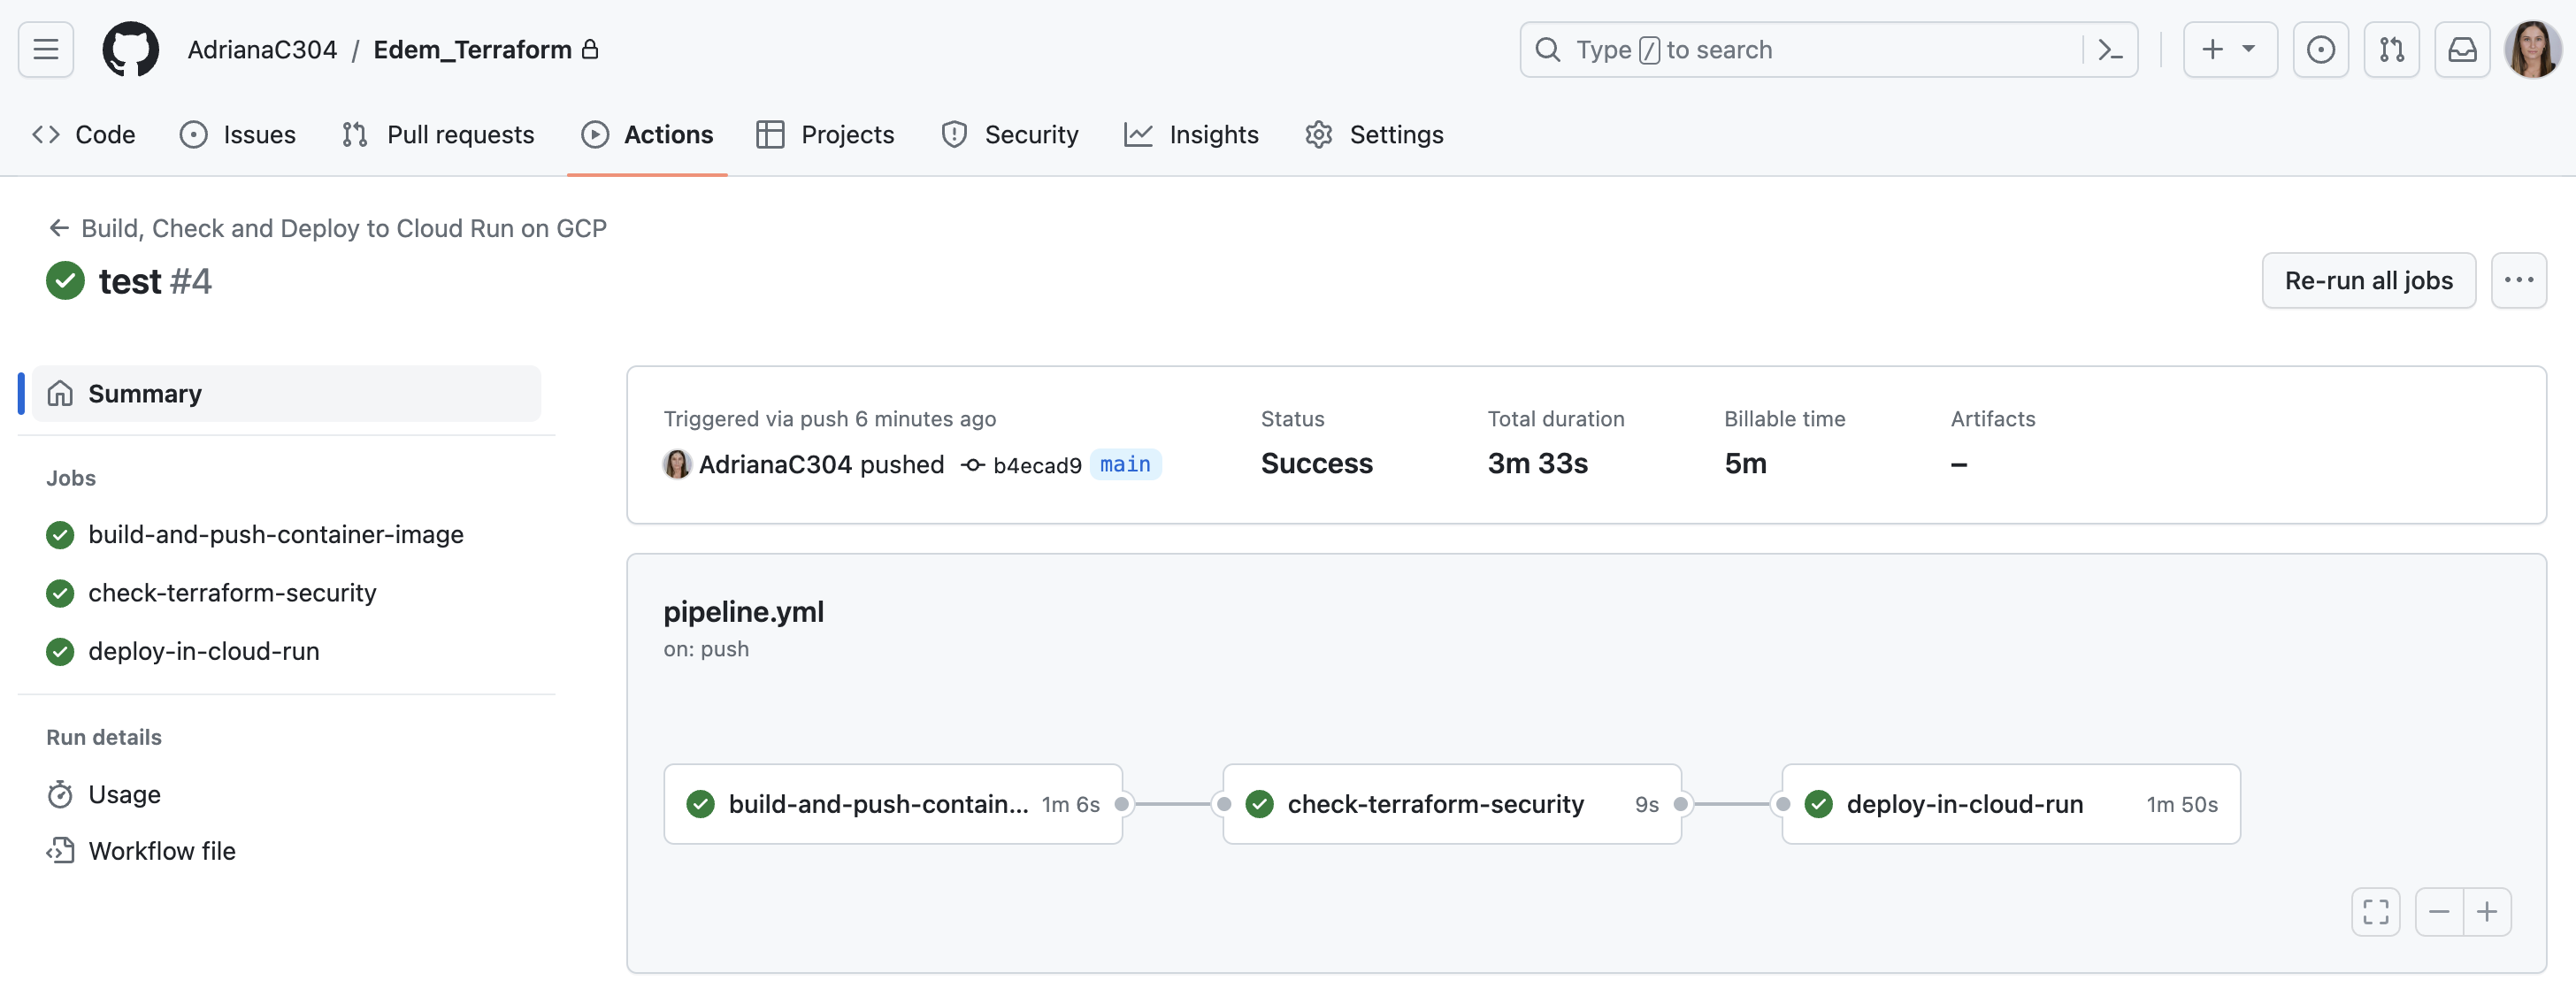 AdrianaC304 / Edem_Terraform
Type / to search
Code
Issues
Pull requests
Actions
Projects
Security
Insights
Settings
Build, Check and Deploy to Cloud Run on GCP
test #4
Re-run all jobs
Summary
Jobs
build-and-push-container-image
check-terraform-security
deploy-in-cloud-run
Run details
Usage
Workflow file
Triggered via push 6 minutes ago
AdrianaC304 pushed b4ecad9 main
Status
Success
Total duration
3m 33s
Billable time
5m
Artifacts
–
pipeline.yml
on: push
build-and-push-contain... 1m 6s
check-terraform-security 9s
deploy-in-cloud-run 1m 50s